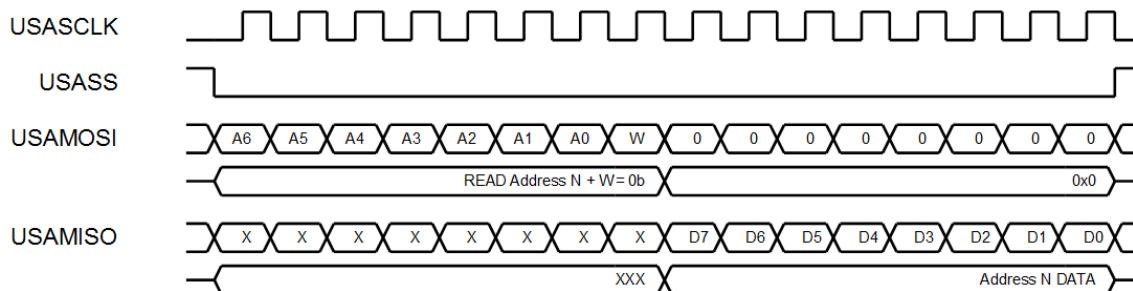 USASCLK
USASS
USAMOSI A6 A5 A4 A3 A2 A1 A0 W 0 0 0 0 0 0 0 0
READ Address N + W= 0b 0x0
USAMISO X X X X X X X X D7 D6 D5 D4 D3 D2 D1 D0
XXX Address N DATA